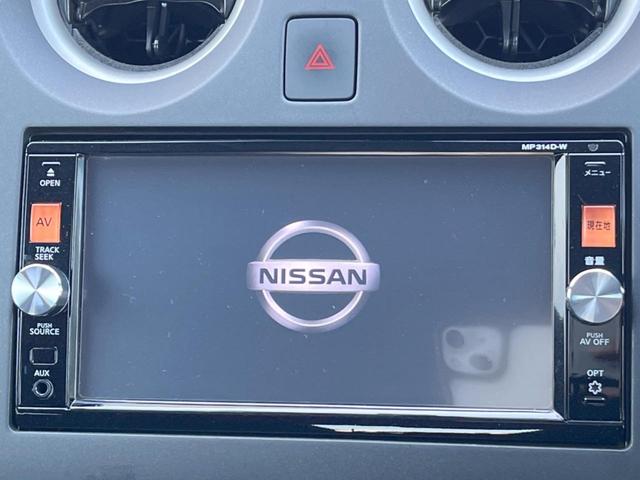 MP314D-W
OPEN
メニュー
AV
現在地
TRACK
SEEK
音量
NISSAN
PUSH
SOURCE
PUSH
AV OFF
AUX
OPT